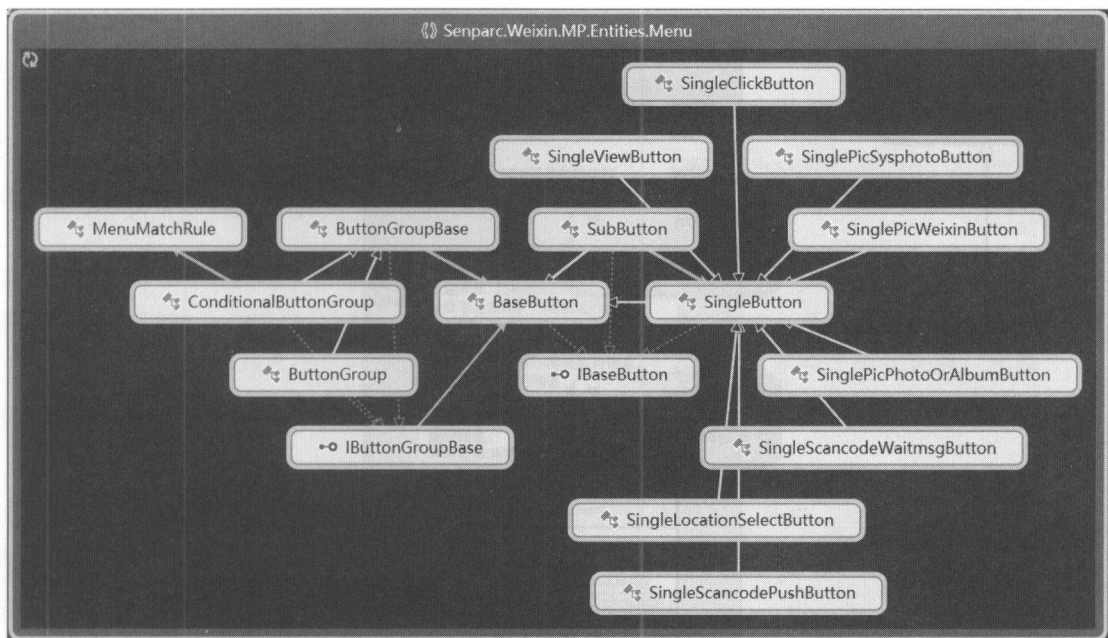 Senparc.Weixin.MP.Entities.Menu
SingleClickButton
SingleViewButton
SinglePicSysphotoButton
MenuMatchRule
ButtonGroupBase
SubButton
SinglePicWeixinButton
ConditionalButtonGroup
BaseButton
SingleButton
ButtonGroup
IBaseButton
SinglePicPhotoOrAlbumButton
IButtonGroupBase
SingleScancodeWaitmsgButton
SingleLocationSelectButton
SingleScancodePushButton